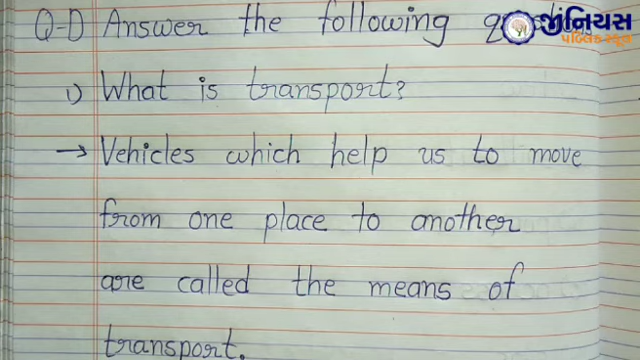 Q-D Answer the following
જીનિયસ
પબ્લિક સ્કૂલ
1) What is transport?
→ Vehicles which help us to move
from one place to another
are called the means of
transport.